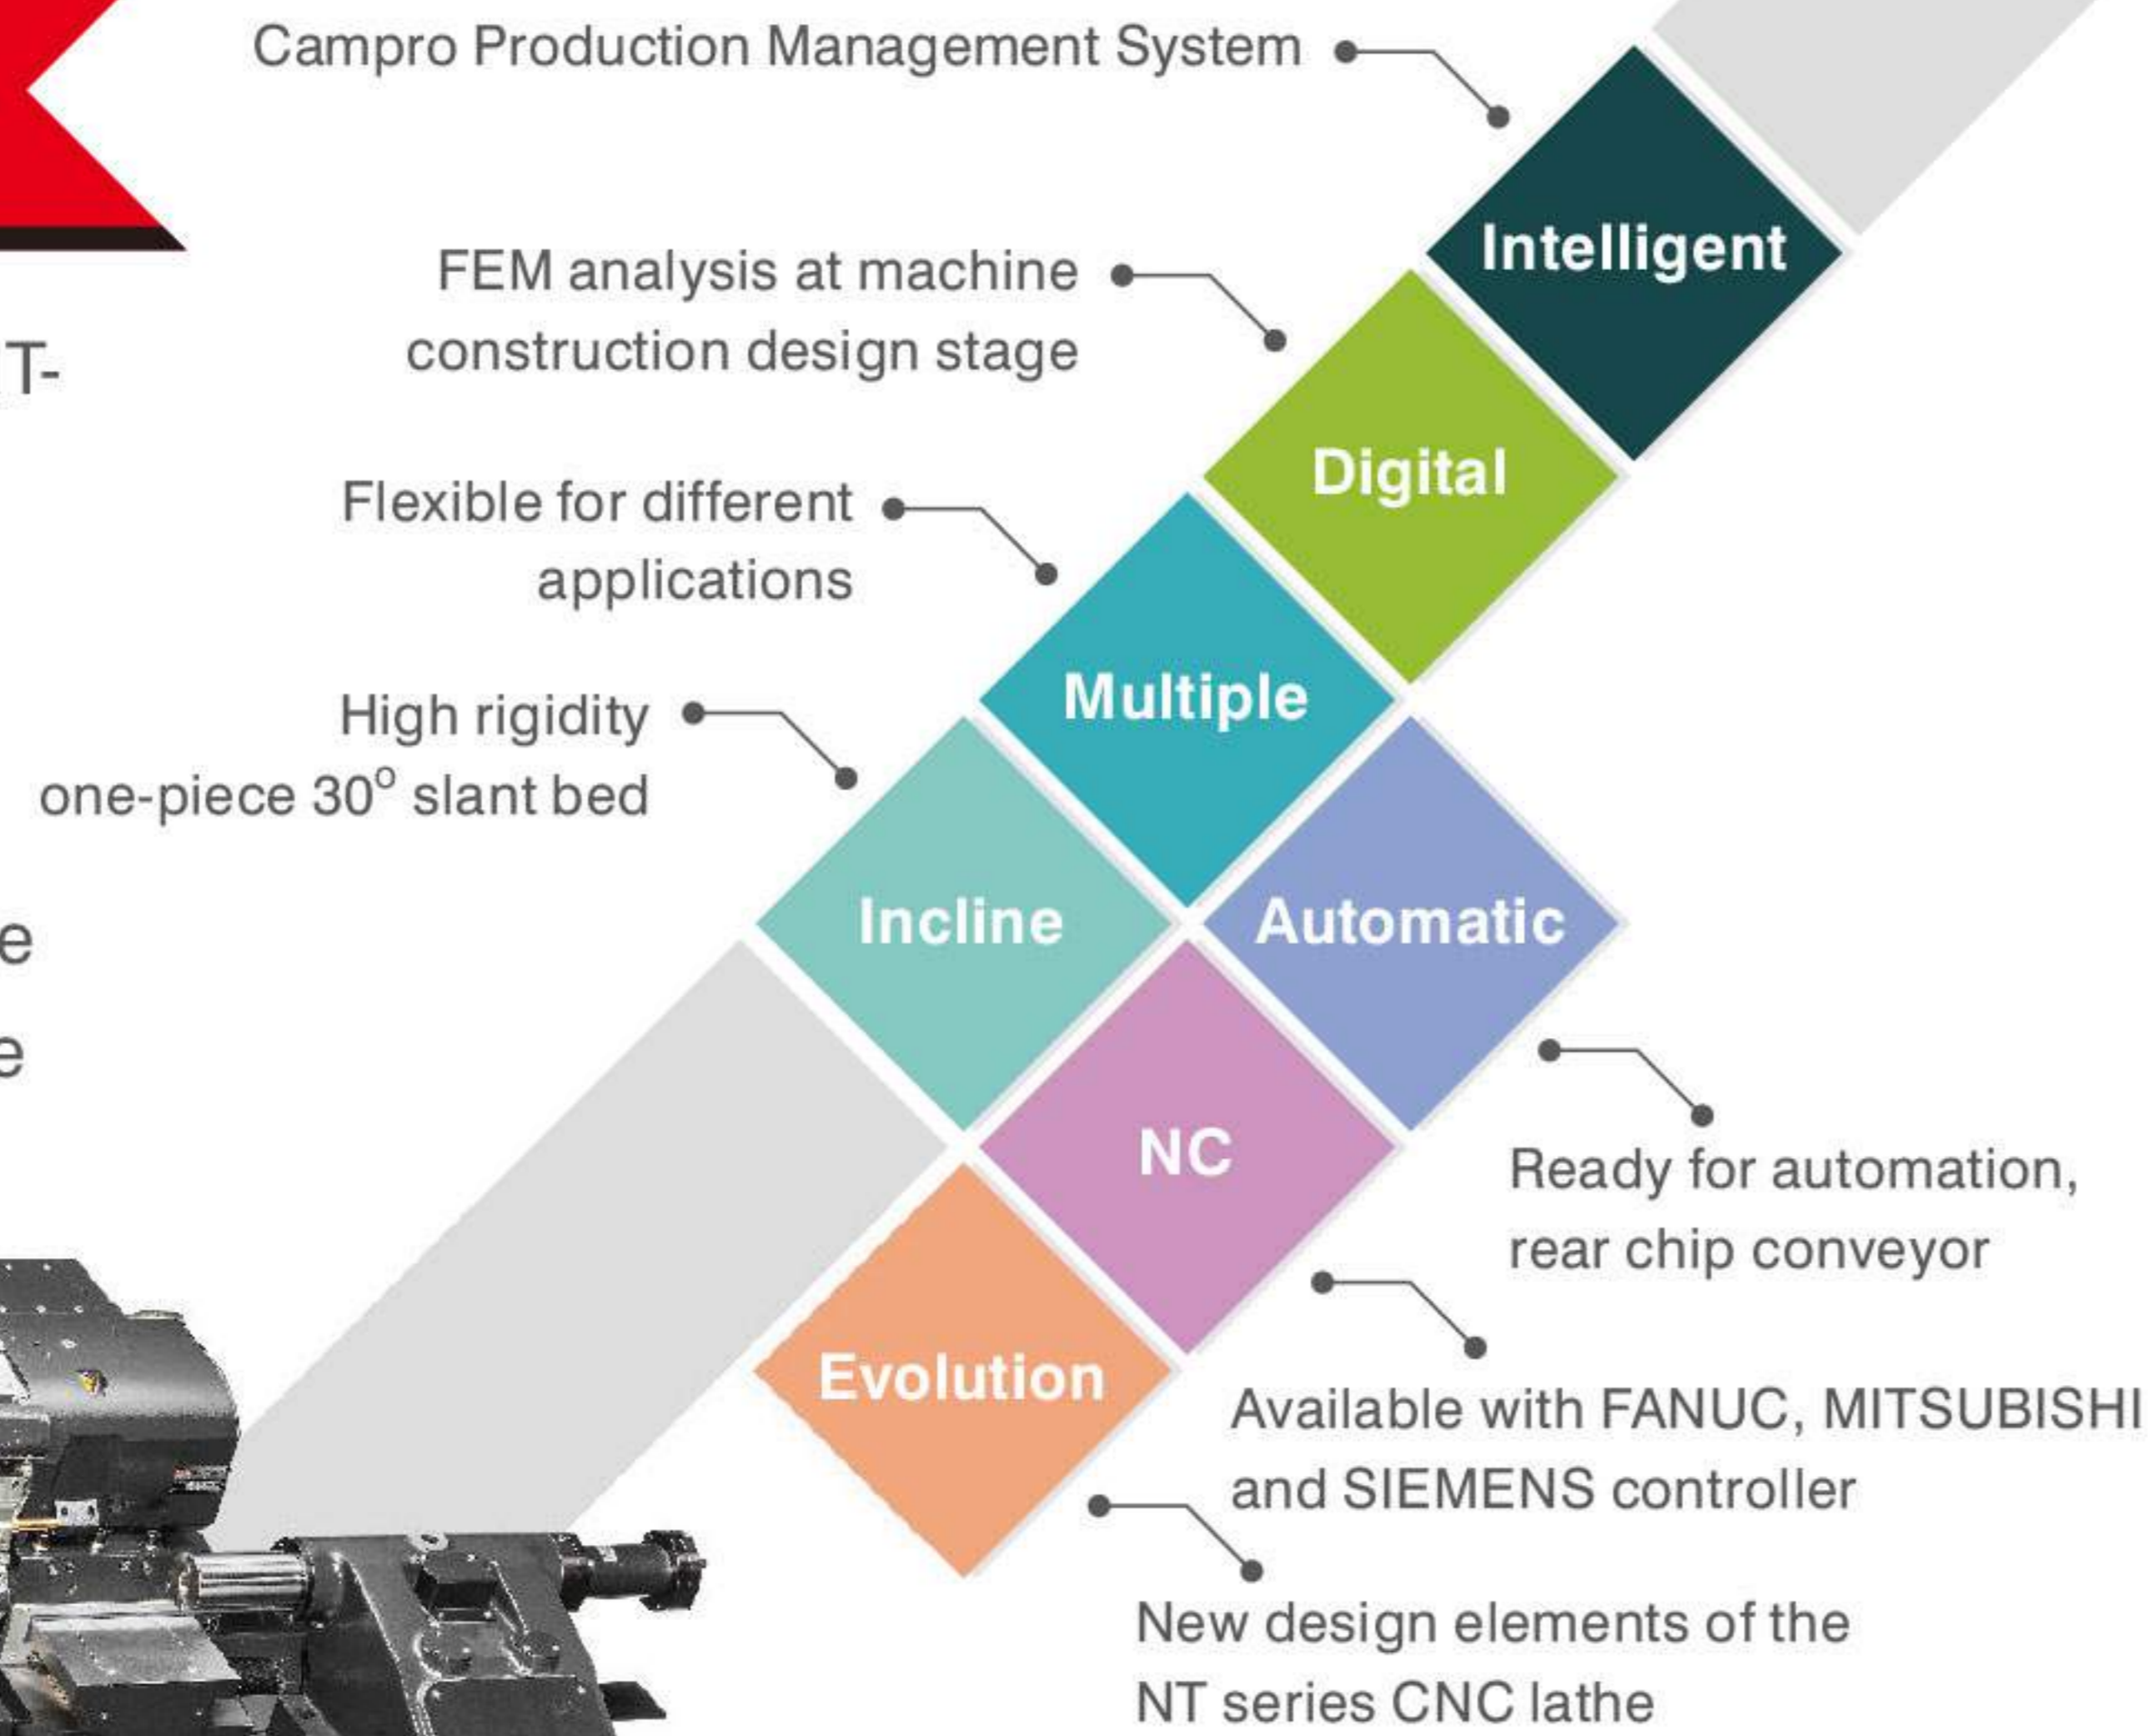 Campro Production Management System
Intelligent
FEM analysis at machine
construction design stage
T-
Digital
Flexible for different
applications
Multiple
High rigidity
one-piece 30° slant bed
Incline
Automatic
e
e
NC
Ready for automation,
rear chip conveyor
Evolution
Available with FANUC, MITSUBISHI
and SIEMENS controller
New design elements of the
NT series CNC lathe